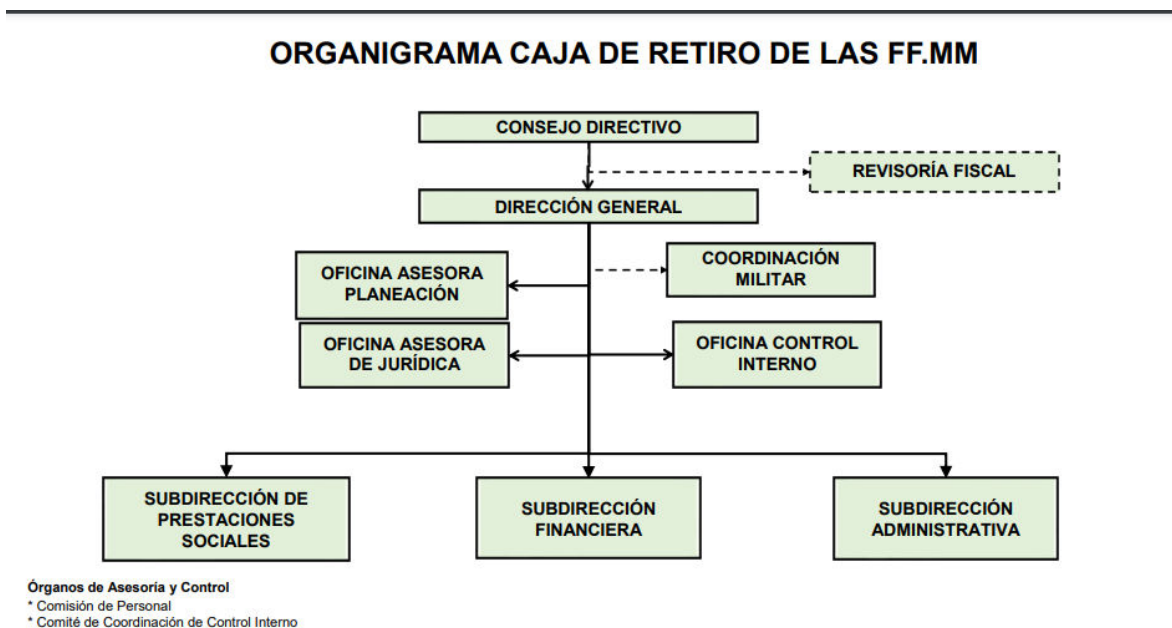 ORGANIGRAMA CAJA DE RETIRO DE LAS FF.MM
CONSEJO DIRECTIVO
REVISORÍA FISCAL
DIRECCIÓN GENERAL
COORDINACIÓN
MILITAR
OFICINA ASESORA
PLANEACIÓN
OFICINA ASESORA
DE JURÍDICA
OFICINA CONTROL
INTERNO
SUBDIRECCIÓN DE
PRESTACIONES
SOCIALES
SUBDIRECCIÓN
FINANCIERA
SUBDIRECCIÓN
ADMINISTRATIVA
Órganos de Asesoría y Control
* Comisión de Personal
* Comité de Coordinación de Control Interno